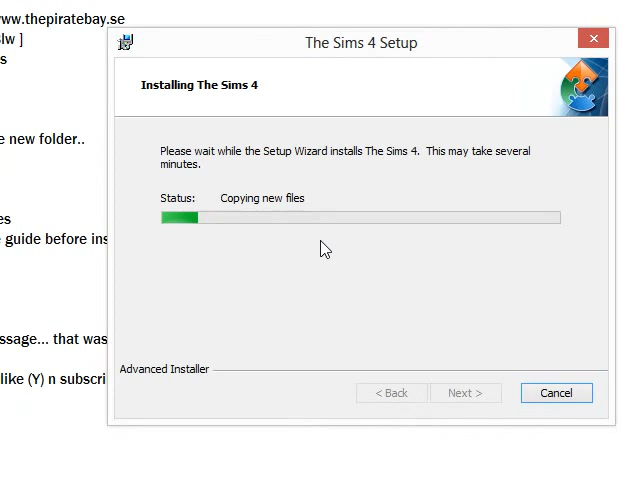 www.thepiratebay.se
lw ]
s
The Sims 4 Setup
Installing The Sims 4
e new folder..
Please wait while the Setup Wizard installs The Sims 4. This may take several
minutes.
Status: Copying new files
es
e guide before ins
ssage... that was
Advanced Installer
like (Y) n subscri
< Back Next > Cancel